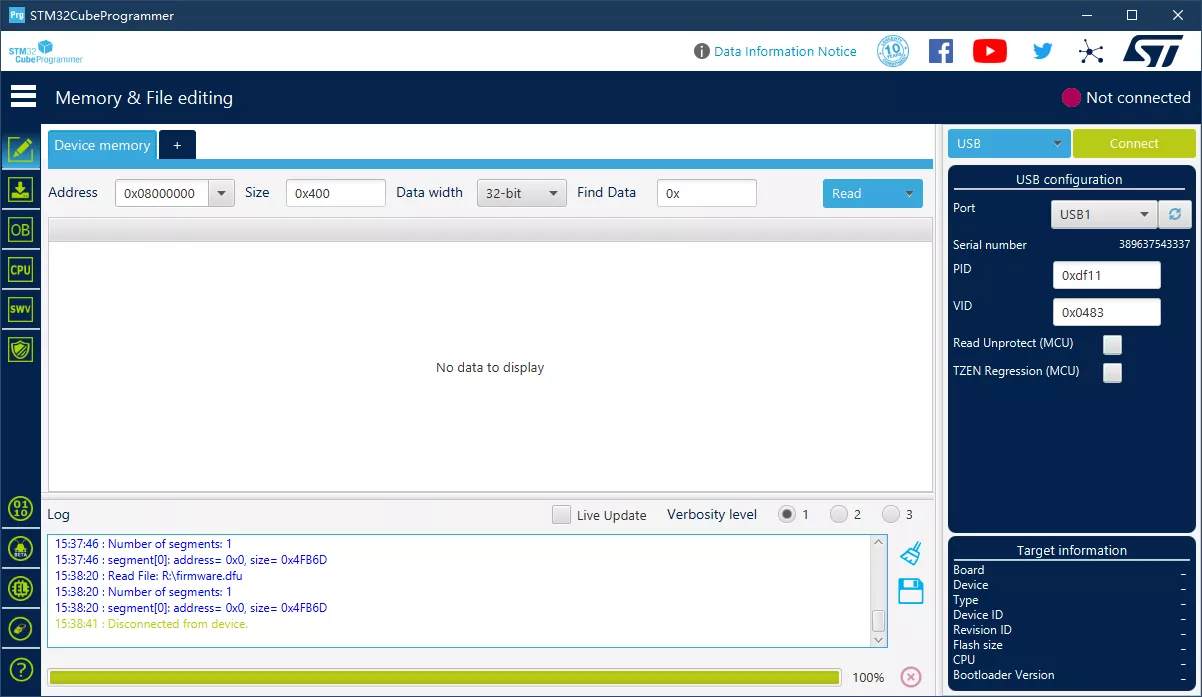 Prg STM32CubeProgrammer
STM32 CubeProgrammer
Data Information Notice
10 YEARS
ST
Memory & File editing
Not connected
Device memory +
USB Connect
Address 0x08000000 Size 0x400 Data width 32-bit Find Data 0x Read
USB configuration
Port USB1
Serial number 389637543337
PID 0xdf11
VID 0x0483
Read Unprotect (MCU)
TZEN Regression (MCU)
OB
CPU
SWV
No data to display
01 10
BETA
EL
?
Log Live Update Verbosity level 1 2 3
15:37:46 : Number of segments: 1
15:37:46 : segment[0]: address= 0x0, size= 0x4FB6D
15:38:20 : Read File: R:\firmware.dfu
15:38:20 : Number of segments: 1
15:38:20 : segment[0]: address= 0x0, size= 0x4FB6D
15:38:41 : Disconnected from device.
100%
Target information
Board _
Device _
Type _
Device ID _
Revision ID _
Flash size _
CPU _
Bootloader Version _